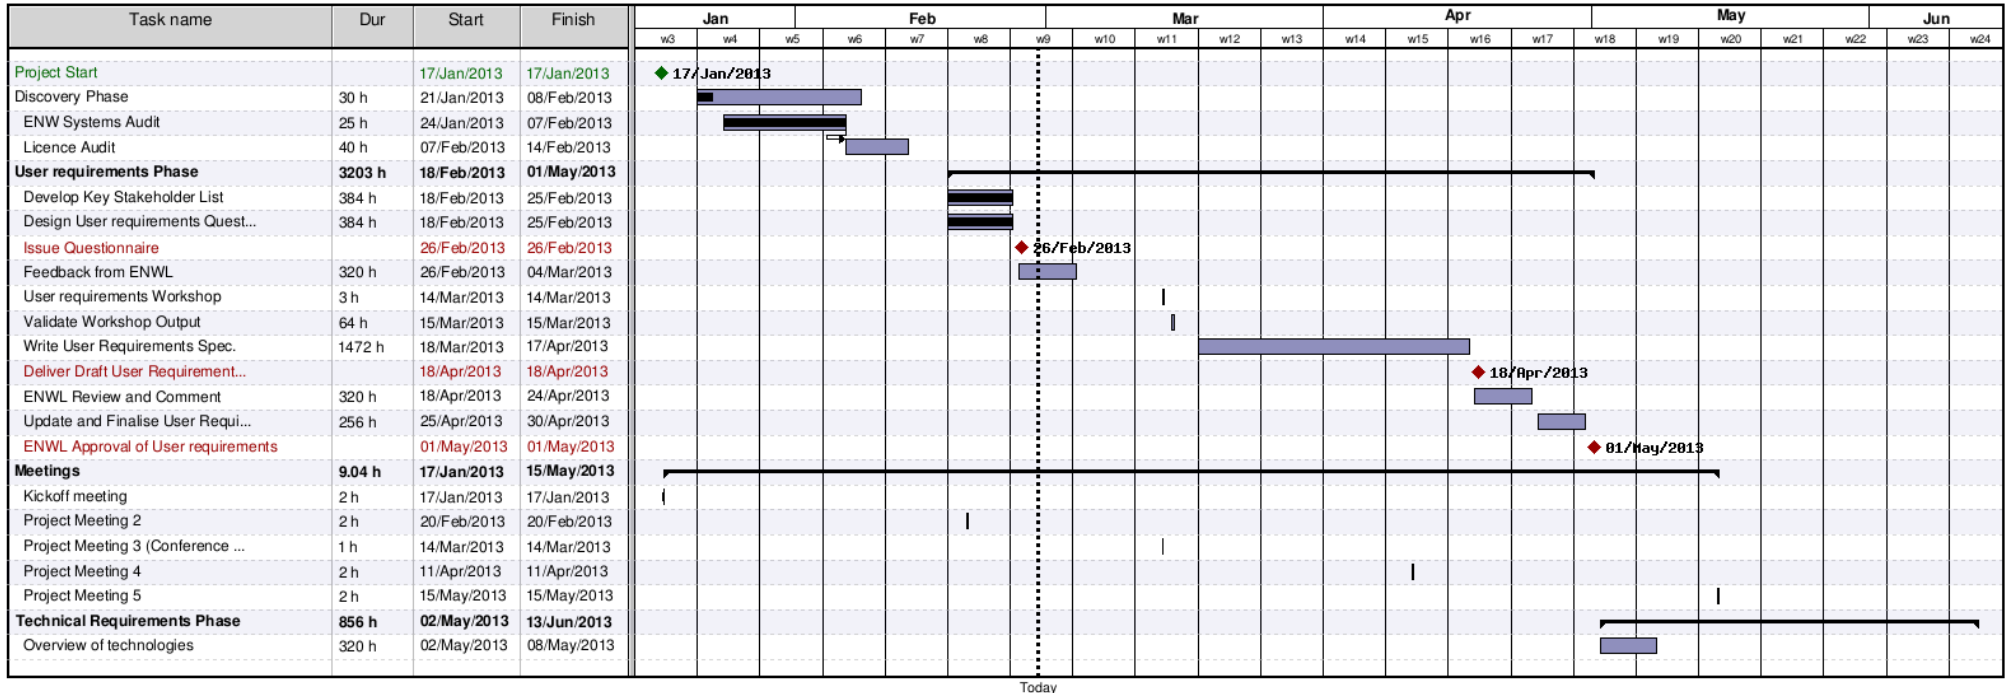 Task name Dur Start Finish Jan Feb Mar Apr May Jun
w3 w4 w5 w6 w7 w8 w9 w10 w11 w12 w13 w14 w15 w16 w17 w18 w19 w20 w21 w22 w23 w24
Project Start 17/Jan/2013 17/Jan/2013 17/Jan/2013
Discovery Phase 30 h 21/Jan/2013 08/Feb/2013
ENW Systems Audit 25 h 24/Jan/2013 07/Feb/2013
Licence Audit 40 h 07/Feb/2013 14/Feb/2013
User requirements Phase 3203 h 18/Feb/2013 01/May/2013
Develop Key Stakeholder List 384 h 18/Feb/2013 25/Feb/2013
Design User requirements Quest... 384 h 18/Feb/2013 25/Feb/2013
Issue Questionnaire 26/Feb/2013 26/Feb/2013 26/Feb/2013
Feedback from ENWL 320 h 26/Feb/2013 04/Mar/2013
User requirements Workshop 3 h 14/Mar/2013 14/Mar/2013
Validate Workshop Output 64 h 15/Mar/2013 15/Mar/2013
Write User Requirements Spec. 1472 h 18/Mar/2013 17/Apr/2013
Deliver Draft User Requirement... 18/Apr/2013 18/Apr/2013 18/Apr/2013
ENWL Review and Comment 320 h 18/Apr/2013 24/Apr/2013
Update and Finalise User Requi... 256 h 25/Apr/2013 30/Apr/2013
ENWL Approval of User requirements 01/May/2013 01/May/2013 01/May/2013
Meetings 9.04 h 17/Jan/2013 15/May/2013
Kickoff meeting 2 h 17/Jan/2013 17/Jan/2013
Project Meeting 2 2 h 20/Feb/2013 20/Feb/2013
Project Meeting 3 (Conference ... 1 h 14/Mar/2013 14/Mar/2013
Project Meeting 4 2 h 11/Apr/2013 11/Apr/2013
Project Meeting 5 2 h 15/May/2013 15/May/2013
Technical Requirements Phase 856 h 02/May/2013 13/Jun/2013
Overview of technologies 320 h 02/May/2013 08/May/2013
Today